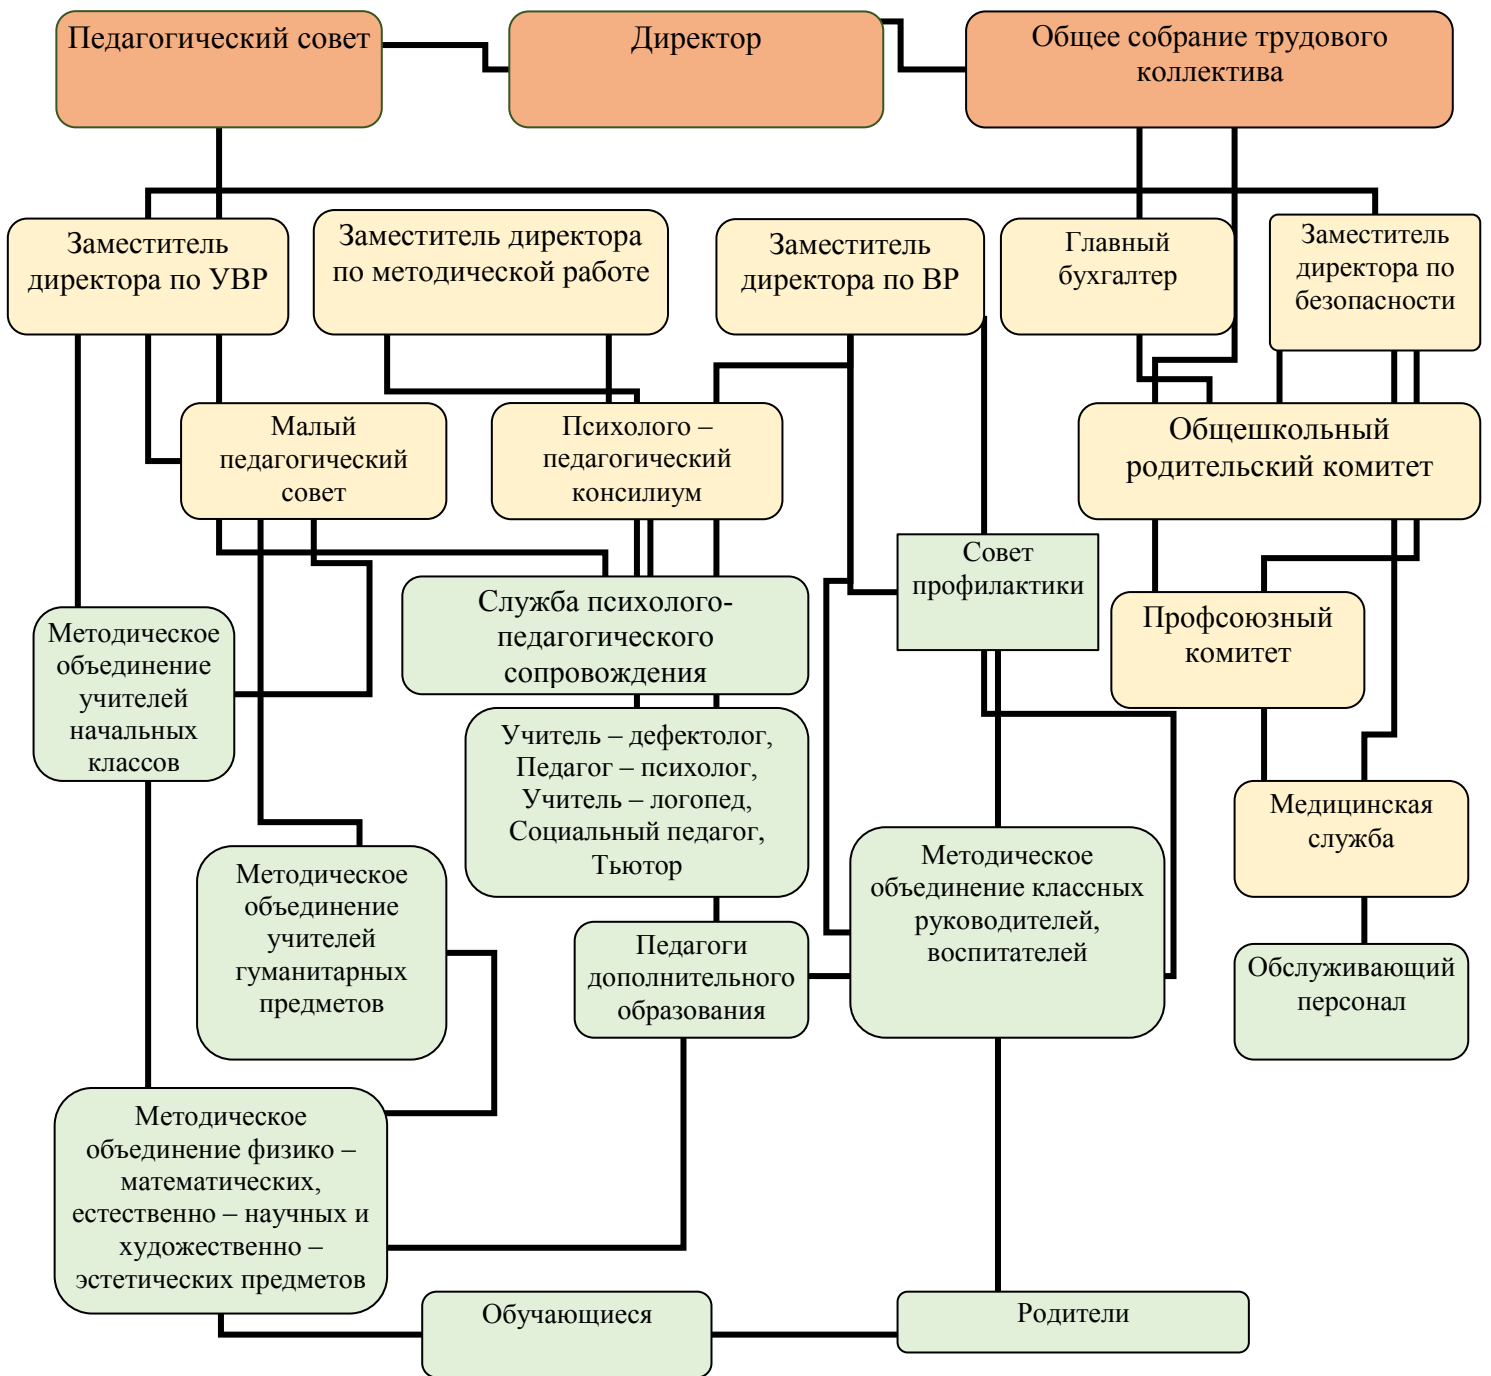 Педагогический совет
Директор
Общее собрание трудового
коллектива
Заместитель
директора по УВР
Заместитель директора
по методической работе
Заместитель
директора по ВР
Главный
бухгалтер
Заместитель
директора по
безопасности
Малый
педагогический
совет
Психолого –
педагогический
консилиум
Общешкольный
родительский комитет
Совет
профилактики
Служба психолого-
педагогического
сопровождения
Профсоюзный
комитет
Методическое
объединение
учителей
начальных
классов
Учитель – дефектолог,
Педагог – психолог,
Учитель – логопед,
Социальный педагог,
Тьютор
Медицинская
служба
Методическое
объединение
учителей
гуманитарных
предметов
Методическое
объединение классных
руководителей,
воспитателей
Педагоги
дополнительного
образования
Обслуживающий
персонал
Методическое
объединение физико –
математических,
естественно – научных и
художественно –
эстетических предметов
Обучающиеся
Родители